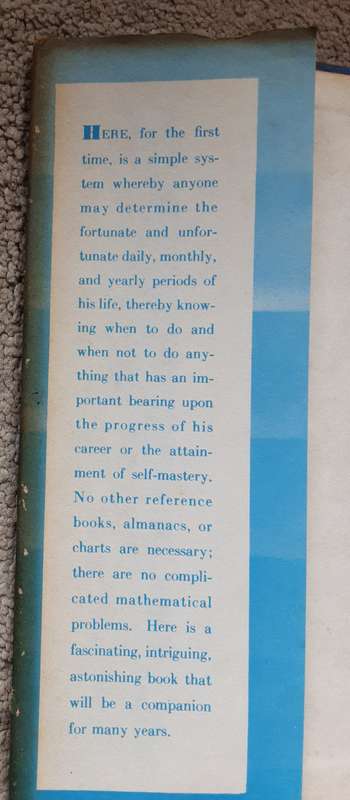 HERE, for the first
time, is a simple sys-
tem whereby anyone
may determine the
fortunate and unfor-
tunate daily, monthly,
and yearly periods of
his life, thereby know-
ing when to do and
when not to do any-
thing that has an im-
portant bearing upon
the progress of his
career or the attain-
ment of self-mastery.
No other reference
books, almanacs, or
charts are necessary;
there are no compli-
cated mathematical
problems. Here is a
fascinating, intriguing,
astonishing book that
will be a companion
for many years.